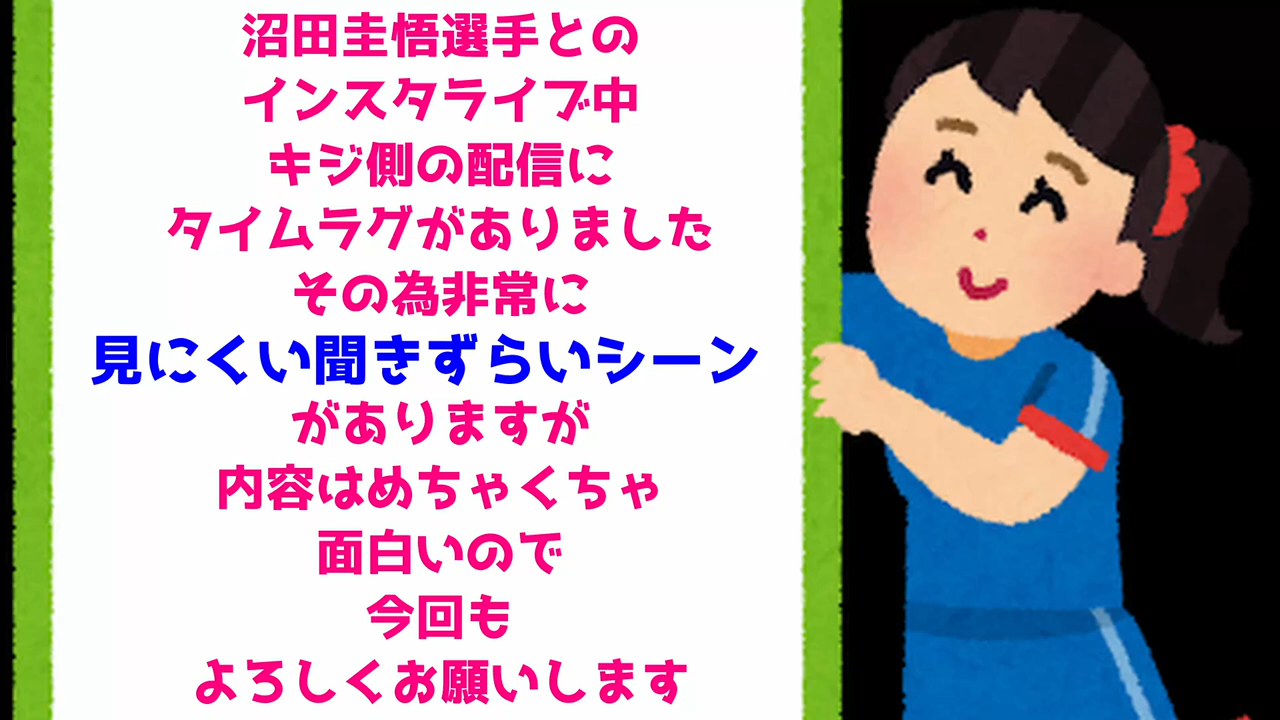 沼田圭悟選手との
インスタライブ中
キジ側の配信に
タイムラグがありました
その為非常に
見にくい聞きずらいシーン
がありますが
内容はめちゃくちゃ
面白いので
今回も
よろしくお願いします